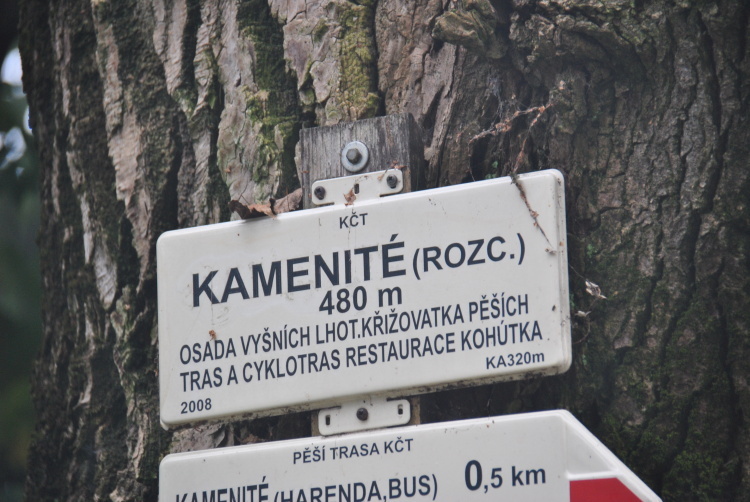 KČT
KAMENITÉ (ROZC.)
480 m
OSADA VYŠNÍCH LHOT.KŘIŽOVATKA PĚŠÍCH
TRAS A CYKLOTRAS RESTAURACE KOHÚTKA
2008 KA320m
PĚŠÍ TRASA KČT
KAMENITÉ (HARENDA,BUS) 0,5 km